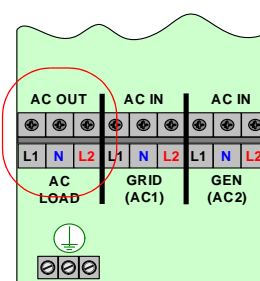 AC OUT AC IN AC IN
L1 N L2 L1 N L2 L1 N L2
AC LOAD GRID (AC1) GEN (AC2)